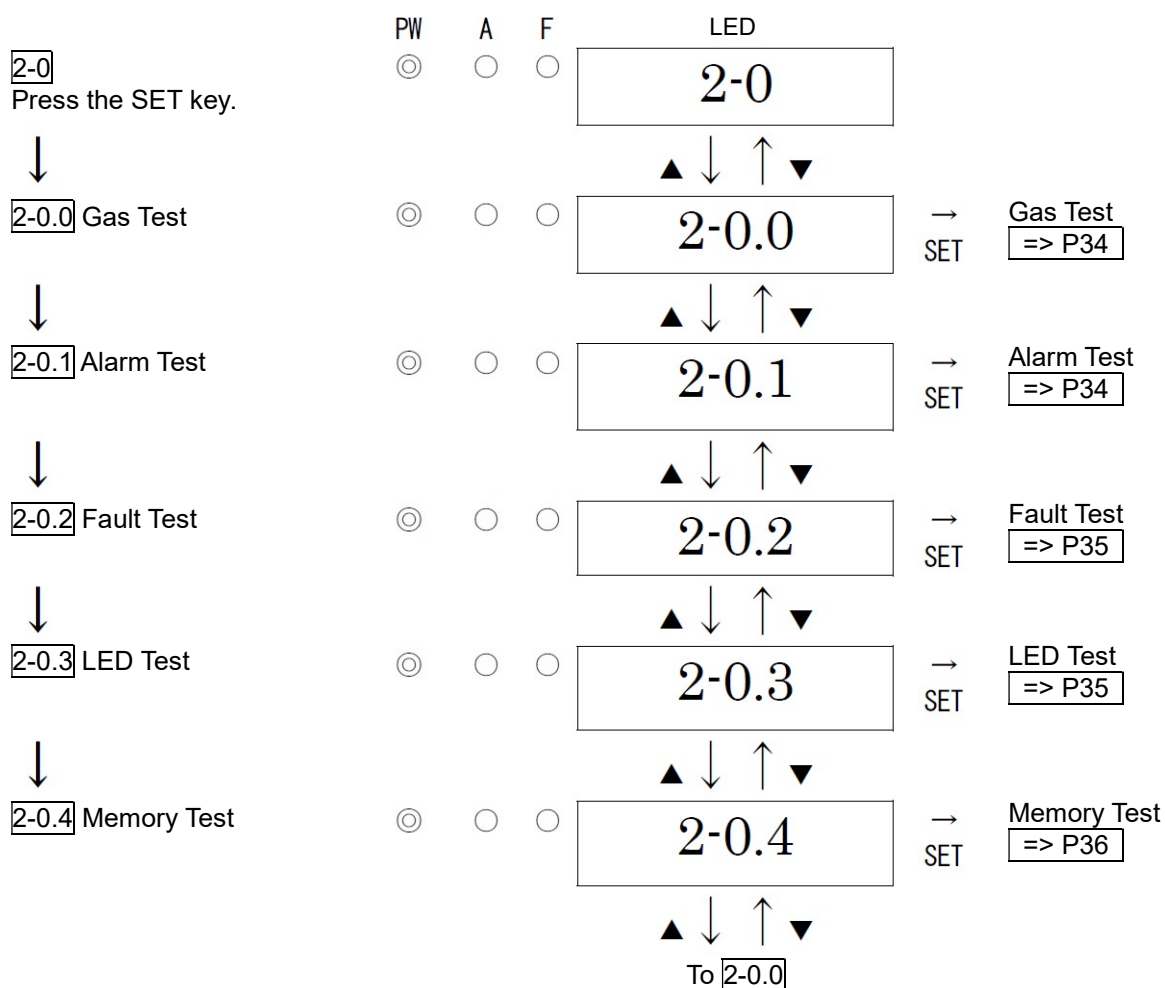 PW A F LED
2-0 2-0
Press the SET key.
↓ ▲ ↓ ↑ ▼
2-0.0 Gas Test 2-0.0 → Gas Test
SET => P34
↓ ▲ ↓ ↑ ▼
2-0.1 Alarm Test 2-0.1 → Alarm Test
SET => P34
↓ ▲ ↓ ↑ ▼
2-0.2 Fault Test 2-0.2 → Fault Test
SET => P35
↓ ▲ ↓ ↑ ▼
2-0.3 LED Test 2-0.3 → LED Test
SET => P35
↓ ▲ ↓ ↑ ▼
2-0.4 Memory Test 2-0.4 → Memory Test
SET => P36
▲ ↓ ↑ ▼
To 2-0.0